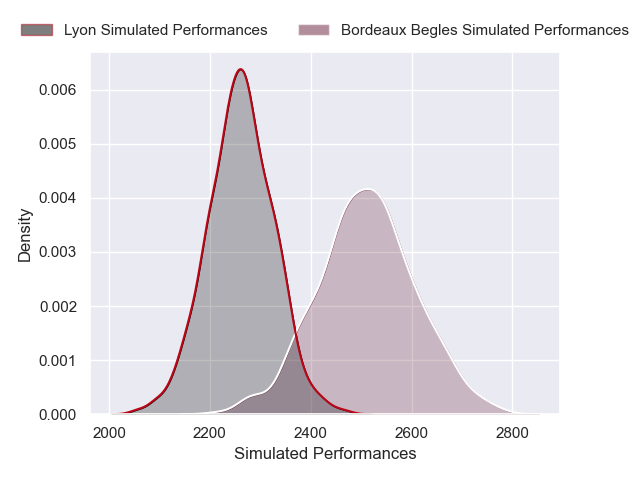 Lyon Simulated Performances Bordeaux Begles Simulated Performances
0.006
0.005
0.004
0.003
0.002
0.001
0.000
Density
2000 2200 2400 2600 2800
Simulated Performances